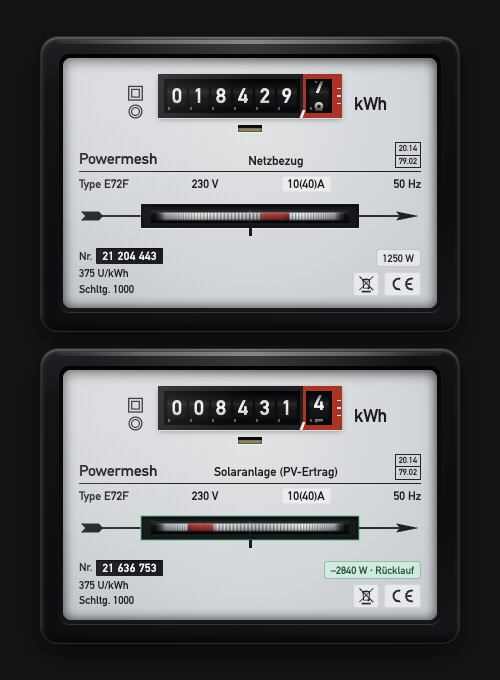 018429 7 kWh
Powermesh Netzbezug 20.14 79.02
Type E72F 230 V 10(40)A 50 Hz
Nr. 21 204 443 1250 W
375 U/kWh
Schltg. 1000 CE
008431 4 kWh
Powermesh Solaranlage (PV-Ertrag) 20.14 79.02
Type E72F 230 V 10(40)A 50 Hz
Nr. 21 636 753 −2840 W · Rücklauf
375 U/kWh
Schltg. 1000 CE